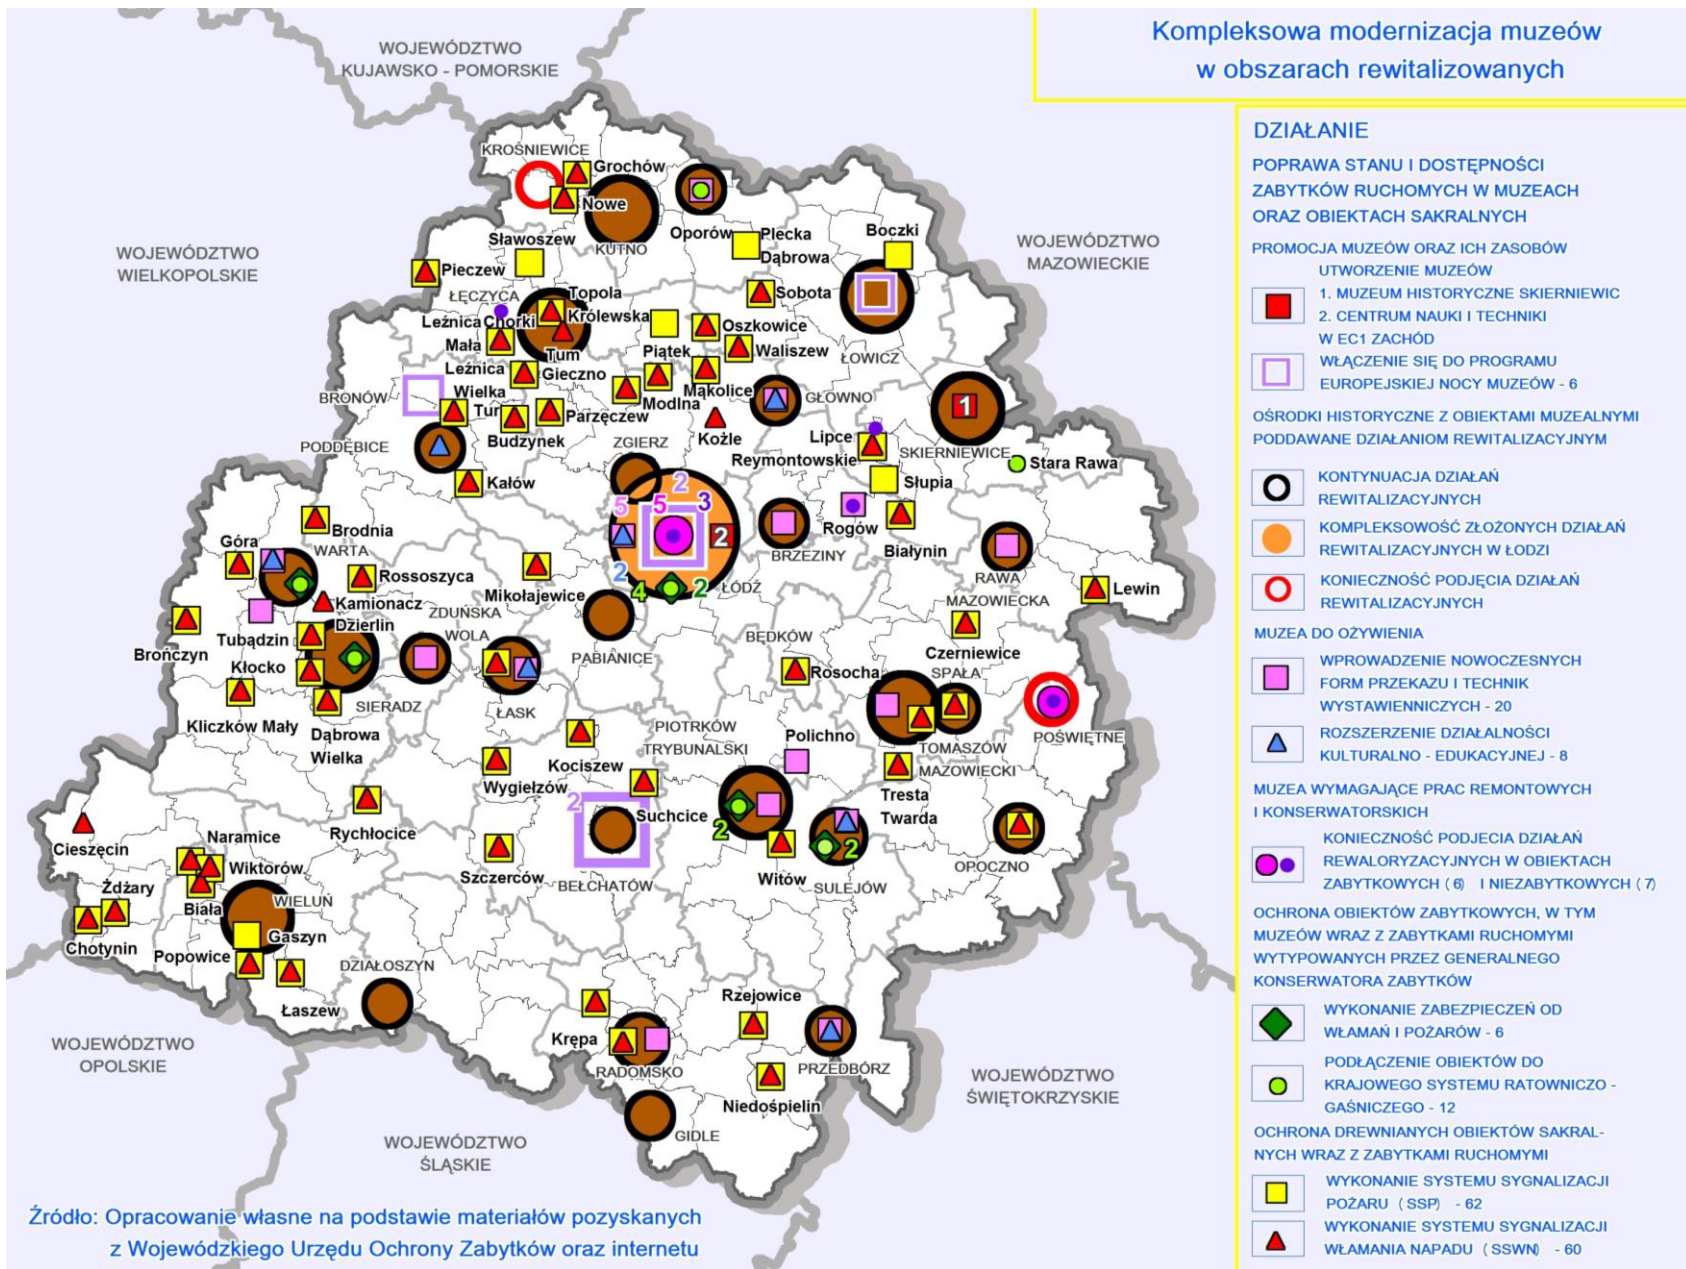 Kompleksowa modernizacja muzeów
w obszarach rewitalizowanych
DZIAŁANIE
POPRAWA STANU I DOSTĘPNOŚCI
ZABYTKÓW RUCHOMYCH W MUZEACH
ORAZ OBIEKTACH SAKRALNYCH
PROMOCJA MUZEÓW ORAZ ICH ZASOBÓW
UTWORZENIE MUZEÓW
1. MUZEUM HISTORYCZNE SKIERNIEWIC
2. CENTRUM NAUKI I TECHNIKI
W EC1 ZACHÓD
WŁĄCZENIE SIĘ DO PROGRAMU
EUROPEJSKIEJ NOCY MUZEÓW - 6
OŚRODKI HISTORYCZNE Z OBIEKTAMI MUZEALNYMI
PODDAWANE DZIAŁANIOM REWITALIZACYJNYM
KONTYNUACJA DZIAŁAŃ
REWITALIZACYJNYCH
KOMPLEKSOWOŚĆ ZŁOŻONYCH DZIAŁAŃ
REWITALIZACYJNYCH W ŁODZI
KONIECZNOŚĆ PODJĘCIA DZIAŁAŃ
REWITALIZACYJNYCH
MUZEA DO OŻYWIENIA
WPROWADZENIE NOWOCZESNYCH
FORM PRZEKAZU I TECHNIK
WYSTAWIENNICZYCH - 20
ROZSZERZENIE DZIAŁALNOŚCI
KULTURALNO - EDUKACYJNEJ - 8
MUZEA WYMAGAJĄCE PRAC REMONTOWYCH
I KONSERWATORSKICH
KONIECZNOŚĆ PODJECIA DZIAŁAŃ
REWALORYZACYJNYCH W OBIEKTACH
ZABYTKOWYCH ( 6) I NIEZABYTKOWYCH ( 7)
OCHRONA OBIEKTÓW ZABYTKOWYCH, W TYM
MUZEÓW WRAZ Z ZABYTKAMI RUCHOMYMI
WYTYPOWANYCH PRZEZ GENERALNEGO
KONSERWATORA ZABYTKÓW
WYKONANIE ZABEZPIECZEŃ OD
WŁAMAŃ I POŻARÓW - 6
PODŁĄCZENIE OBIEKTÓW DO
KRAJOWEGO SYSTEMU RATOWNICZO -
GAŚNICZEGO - 12
OCHRONA DREWNIANYCH OBIEKTÓW SAKRAL-
NYCH WRAZ Z ZABYTKAMI RUCHOMYMI
WYKONANIE SYSTEMU SYGNALIZACJI
POŻARU ( SSP) - 62
WYKONANIE SYSTEMU SYGNALIZACJI
WŁAMANIA NAPADU ( SSWN) - 60
WOJEWÓDZTWO
KUJAWSKO - POMORSKIE
WOJEWÓDZTWO
WIELKOPOLSKIE
WOJEWÓDZTWO
MAZOWIECKIE
KROŚNIEWICE
Grochów
Nowe
KUTNO
Oporów
Sławoszew
Plecka
Dąbrowa
Boczki
Pieczew
ŁĘCZYCA
Topola
Królewska
Sobota
Leźnica
Mała
Chorki
Tum
Oszkowice
Piątek
Waliszew
ŁOWICZ
Leźnica
Wielka
Gieczno
Mąkolice
Modlna
BRONÓW
Tur
Parzęczew
Budzynek
GŁOWNO
1
PODDĘBICE
ZGIERZ
Koźle
Lipce
Reymontowskie
SKIERNIEWICE
Stara Rawa
Kałów
Słupia
2
5
5
3
2
2
4
2
ŁÓDŹ
Rogów
BRZEZINY
Białynin
RAWA
MAZOWIECKA
Lewin
Brodnia
Góra
WARTA
Rossoszyca
Mikołajewice
Kamionacz
Dzierlin
ZDUŃSKA
WOLA
Tubądzin
Brończyn
Kłocko
PABIANICE
BĘDKÓW
Czerniewice
Rosocha
SPAŁA
SIERADZ
ŁASK
Kliczków Mały
Dąbrowa
Wielka
PIOTRKÓW
TRYBUNALSKI
Polichno
TOMASZÓW
MAZOWIECKI
POŚWIĘTNE
Kociszew
Wygiełzów
Rychłocice
Tresta
Twarda
2
Suchcice
2
2
Cieszęcin
Naramice
Wiktorów
Szczerców
BEŁCHATÓW
Witów
SULEJÓW
OPOCZNO
Żdżary
Biała
WIELUŃ
Chotynin
Gaszyn
Popowice
Łaszew
DZIAŁOSZYN
Rzejowice
Krępa
RADOMSKO
PRZEDBÓRZ
Niedośpielin
GIDLE
WOJEWÓDZTWO
OPOLSKIE
WOJEWÓDZTWO
ŚLĄSKIE
WOJEWÓDZTWO
ŚWIĘTOKRZYSKIE
Źródło: Opracowanie własne na podstawie materiałów pozyskanych
z Wojewódzkiego Urzędu Ochrony Zabytków oraz internetu